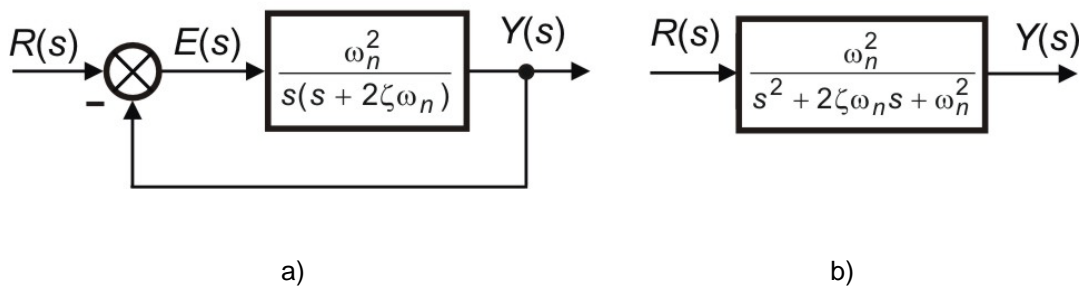 R(s)
E(s)
Y(s)
ω_n^2
s(s + 2ζω_n)
–
a)
R(s)
Y(s)
ω_n^2
s^2 + 2ζω_n s + ω_n^2
b)